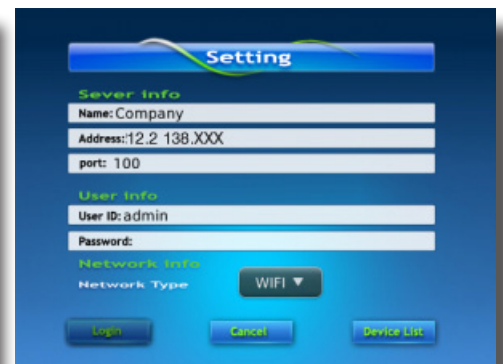 Setting
Sever info
Name: Company
Address: 12.2 138.XXX
port: 100
User info
User ID: admin
Password:
Network Info
Network Type WIFI ▼
Login Cancel Device List